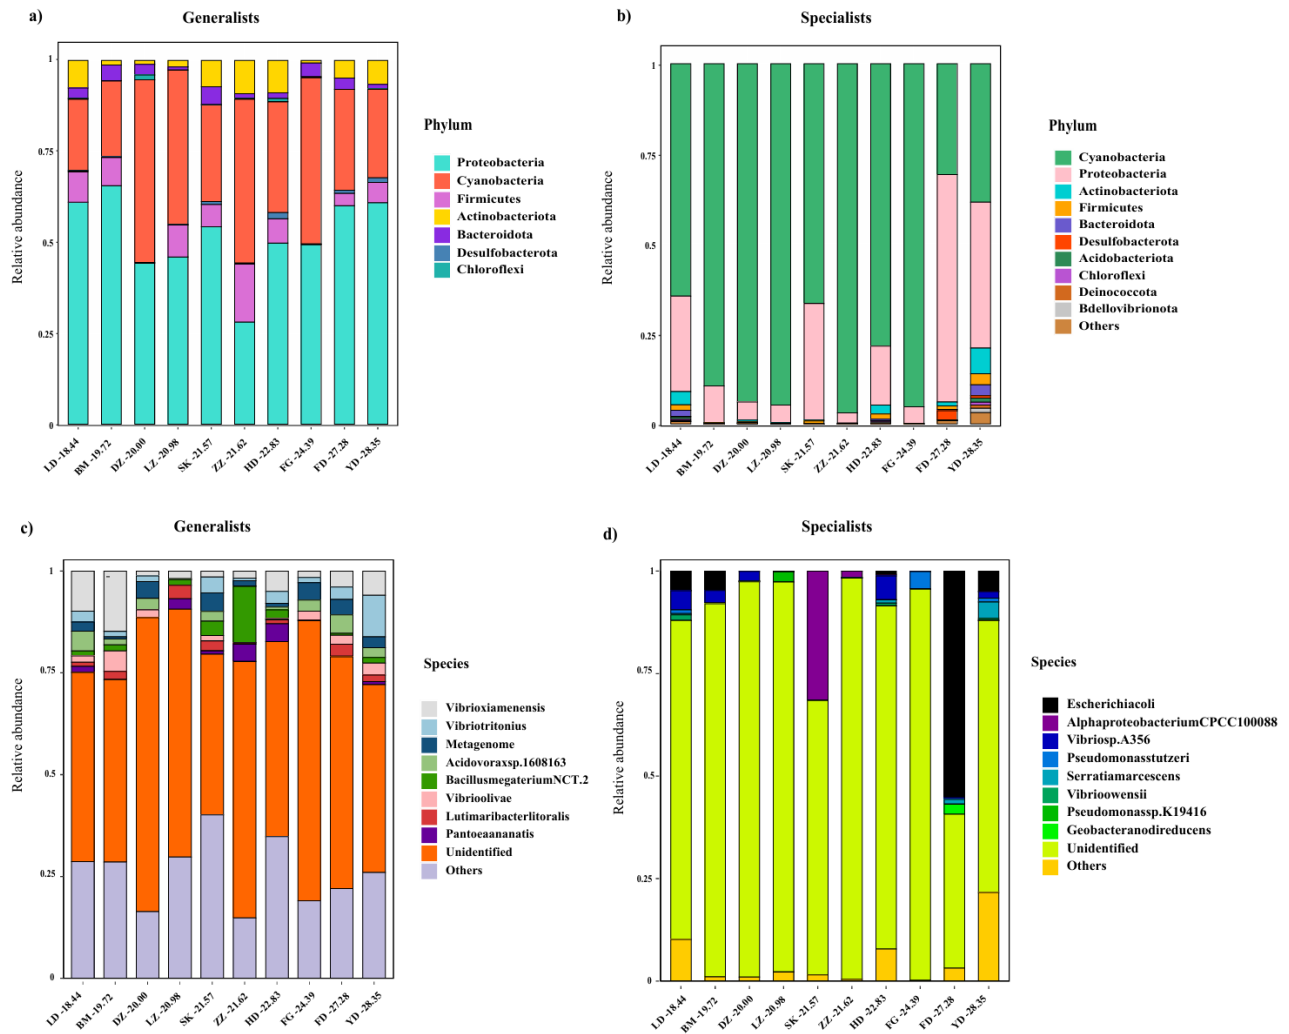 a)
Generalists
Relative abundance
1
0.75
0.5
0.25
0
LD -18.44
BM -19.72
DZ -20.00
LZ -20.98
SK -21.57
ZZ -21.62
HD -22.83
FG -24.39
FD -27.28
YD -28.35
Phylum
Proteobacteria
Cyanobacteria
Firmicutes
Actinobacteriota
Bacteroidota
Desulfobacterota
Chloroflexi
b)
Specialists
Relative abundance
1
0.75
0.5
0.25
0
LD -18.44
BM -19.72
DZ -20.00
LZ -20.98
SK -21.57
ZZ -21.62
HD -22.83
FG -24.39
FD -27.28
YD -28.35
Phylum
Cyanobacteria
Proteobacteria
Actinobacteriota
Firmicutes
Bacteroidota
Desulfobacterota
Acidobacteriota
Chloroflexi
Deinococcota
Bdellovibrionota
Others
c)
Generalists
Relative abundance
1
0.75
0.5
0.25
0
LD -18.44
BM -19.72
DZ -20.00
LZ -20.98
SK -21.57
ZZ -21.62
HD -22.83
FG -24.39
FD -27.28
YD -28.35
Species
Vibrioxiamenensis
Vibriotritonius
Metagenome
Acidovoraxsp.1608163
BacillusmegateriumNCT.2
Vibrioolivae
Lutimaribacterlitoralis
Pantoeaananatis
Unidentified
Others
d)
Specialists
Relative abundance
1
0.75
0.5
0.25
0
LD -18.44
BM -19.72
DZ -20.00
LZ -20.98
SK -21.57
ZZ -21.62
HD -22.83
FG -24.39
FD -27.28
YD -28.35
Species
Escherichiacoli
AlphaproteobacteriumCPCC100088
Vibriosp.A356
Pseudomonasstutzeri
Serratiamarcescens
Vibrioowensii
Pseudomonassp.K19416
Geobacteranodireducens
Unidentified
Others